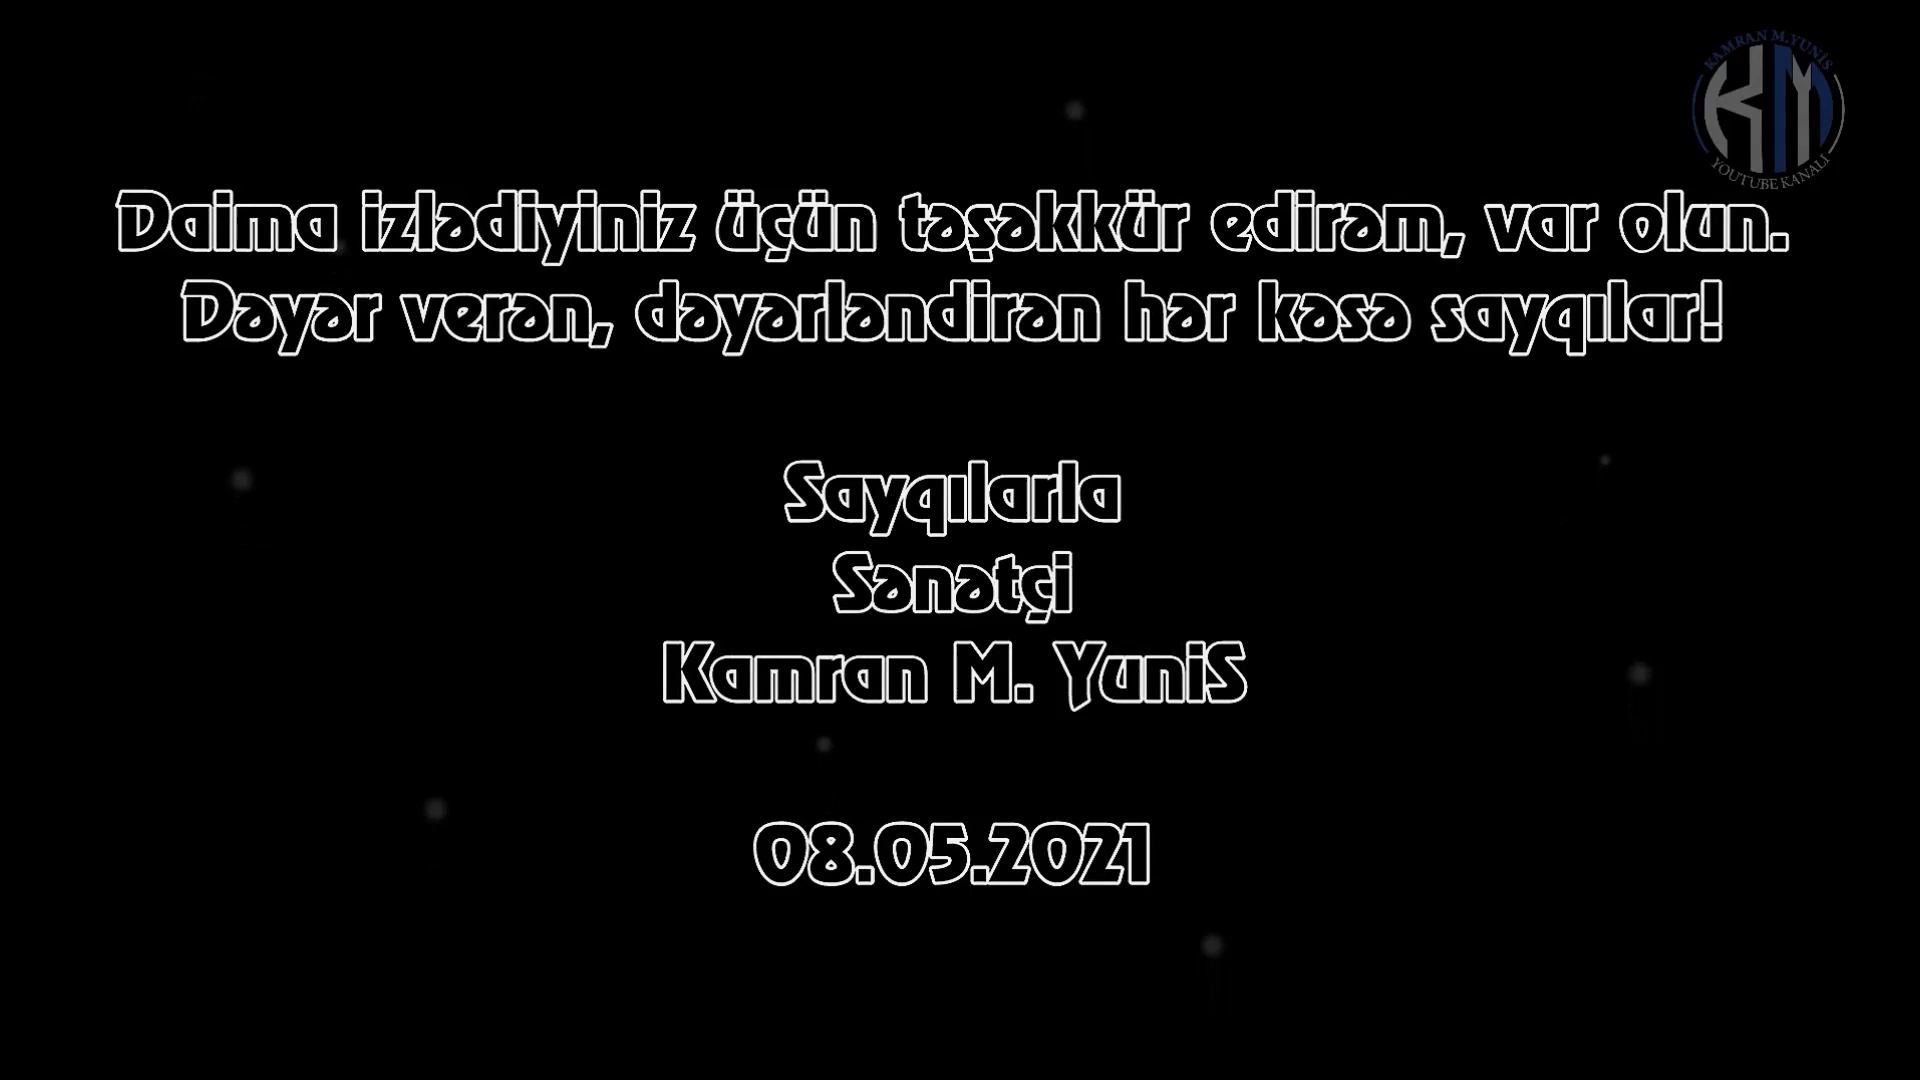 KAMRAN M.YUNİS
KM
YOUTUBE KANALI
Daima izlədiyiniz üçün təşəkkür edirəm, var olun.
Dəyər verən, dəyərləndirən hər kəsə sayqılar!
Sayqılarla
Sənətçi
Kamran M. YuniS
08.05.2021